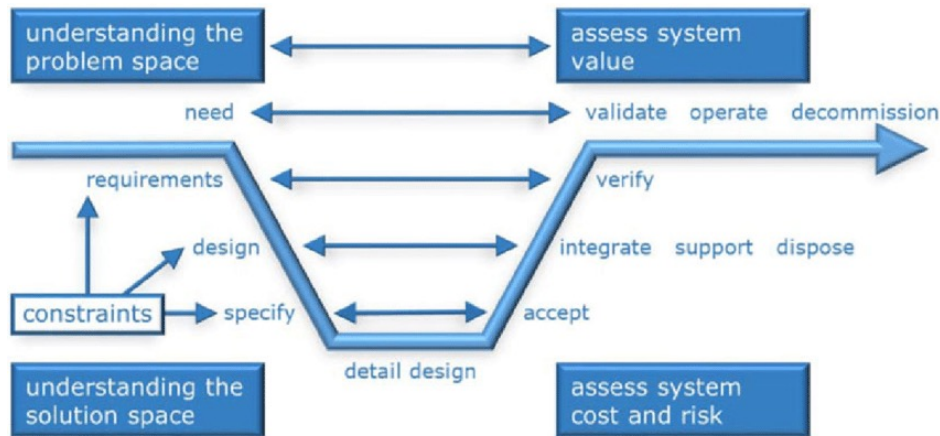 understanding the
problem space
assess system
value
need
validate operate decommission
requirements
verify
design
integrate support dispose
constraints
specify
accept
detail design
understanding the
solution space
assess system
cost and risk